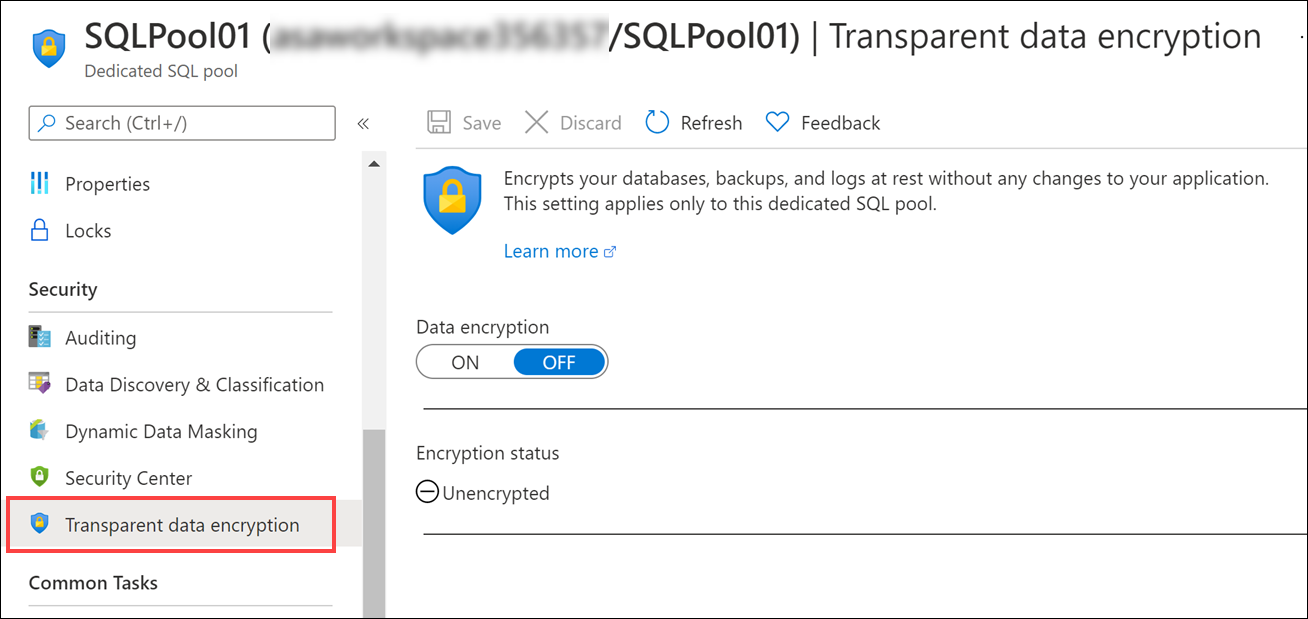 SQLPool01 (/SQLPool01) | Transparent data encryption
Dedicated SQL pool
Search (Ctrl+/)
«
Save
Discard
Refresh
Feedback
Properties
Locks
Security
Auditing
Data Discovery & Classification
Dynamic Data Masking
Security Center
Transparent data encryption
Common Tasks
Encrypts your databases, backups, and logs at rest without any changes to your application.
This setting applies only to this dedicated SQL pool.
Learn more
Data encryption
ON OFF
Encryption status
Unencrypted